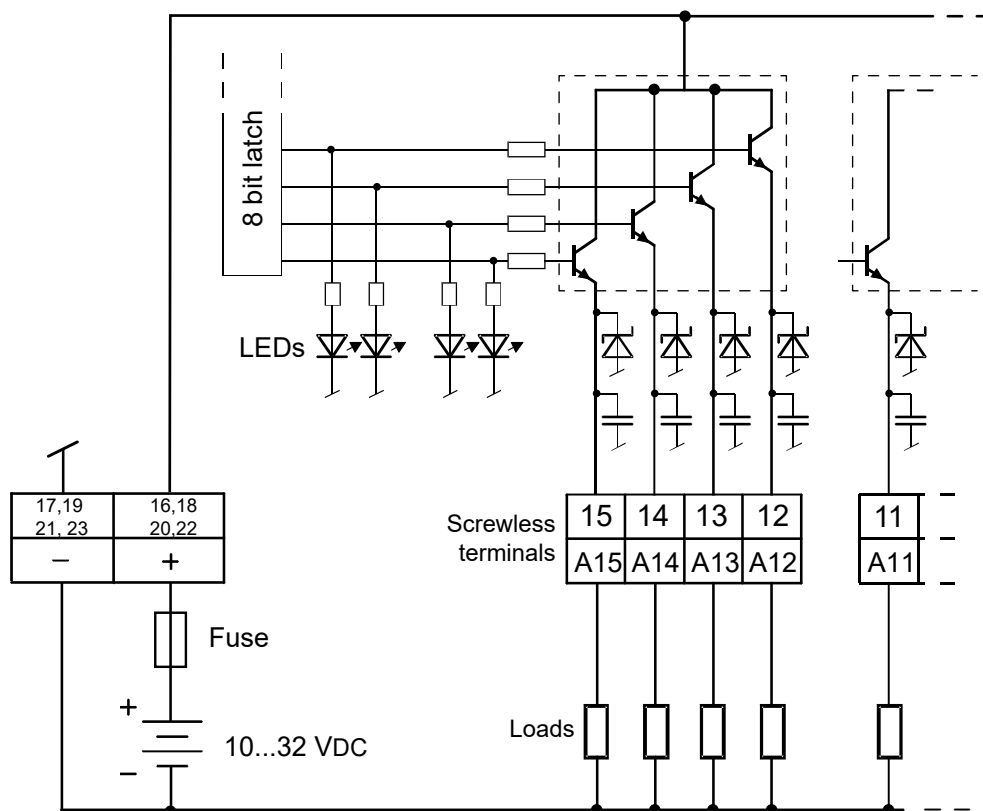 8 bit latch
LEDs
17,19
21, 23
16,18
20,22
–
+
Screwless
terminals
15 14 13 12 11
A15 A14 A13 A12 A11
Fuse
+
–
10...32 VDC
Loads